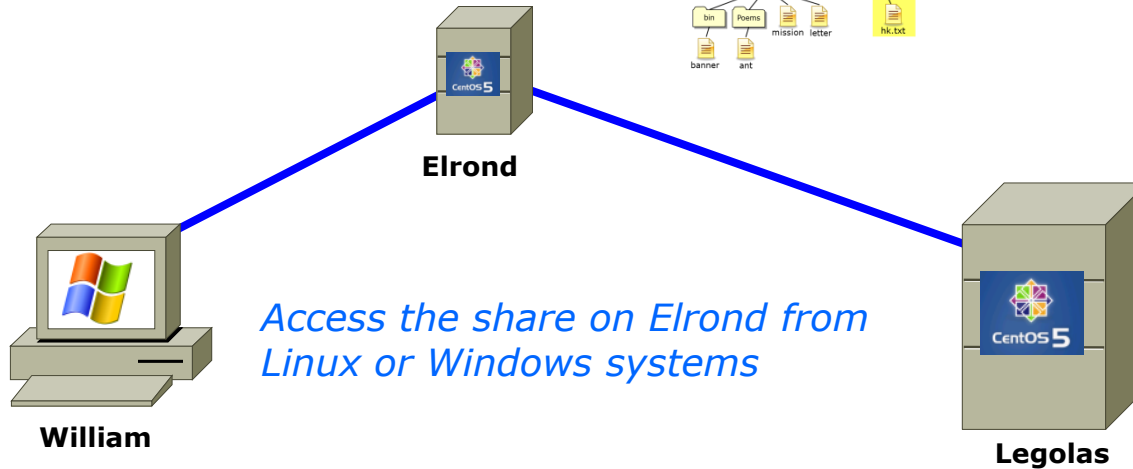 bin
Poems
mission
letter
hk.txt
banner
ant
CentOS 5
Elrond
CentOS 5
Access the share on Elrond from
Linux or Windows systems
William
Legolas